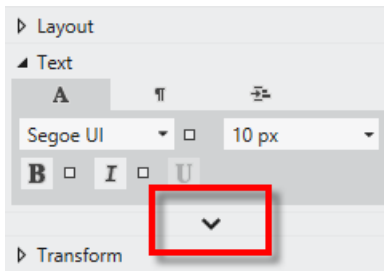 Layout
Text
A ¶
Segoe UI 10 px
B I U
Transform